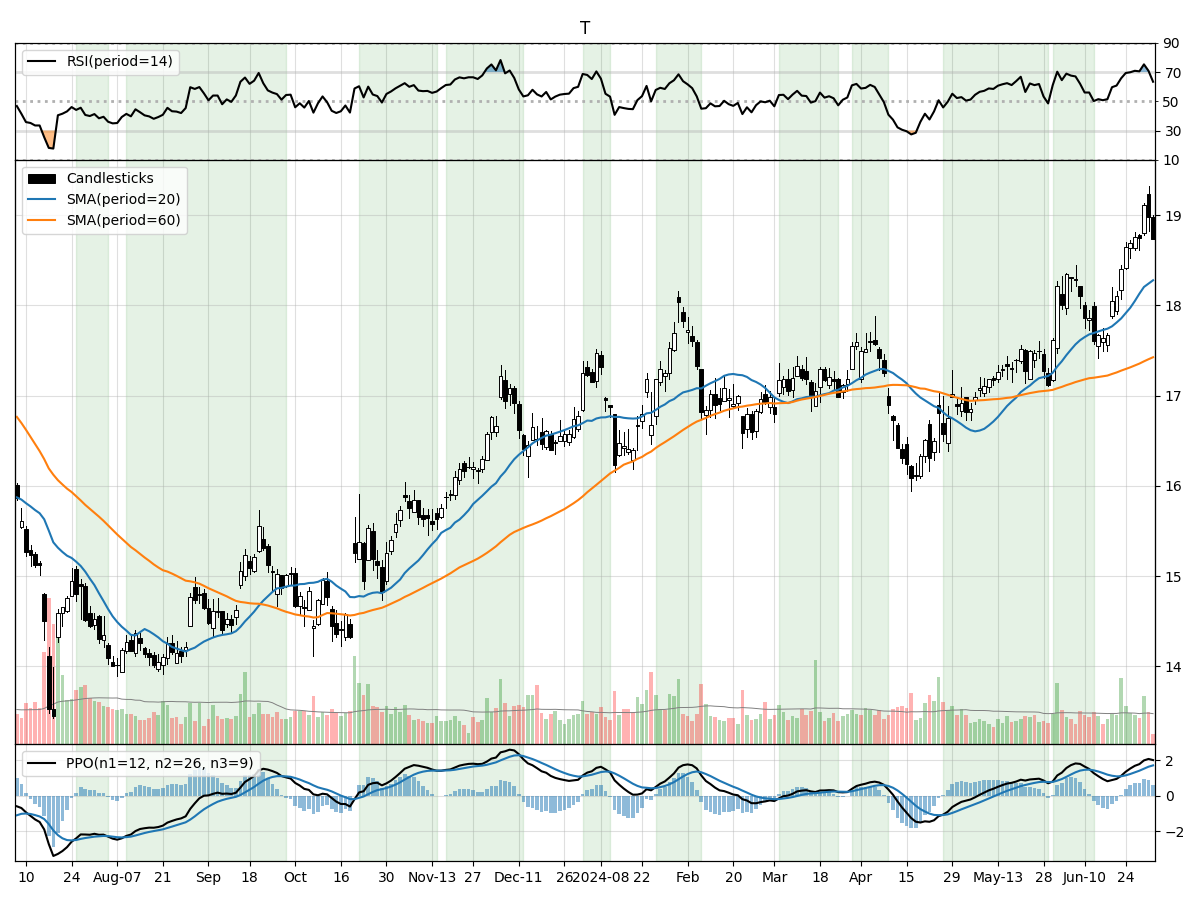 T
RSI(period=14)
90
70
50
30
10
Candlesticks
SMA(period=20)
SMA(period=60)
19
18
17
16
15
14
PPO(n1=12, n2=26, n3=9)
2
0
−2
10 24 Aug-07 21 Sep 18 Oct 16 30 Nov-13 27 Dec-11 26 2024-08 22 Feb 20 Mar 18 Apr 15 29 May-13 28 Jun-10 24